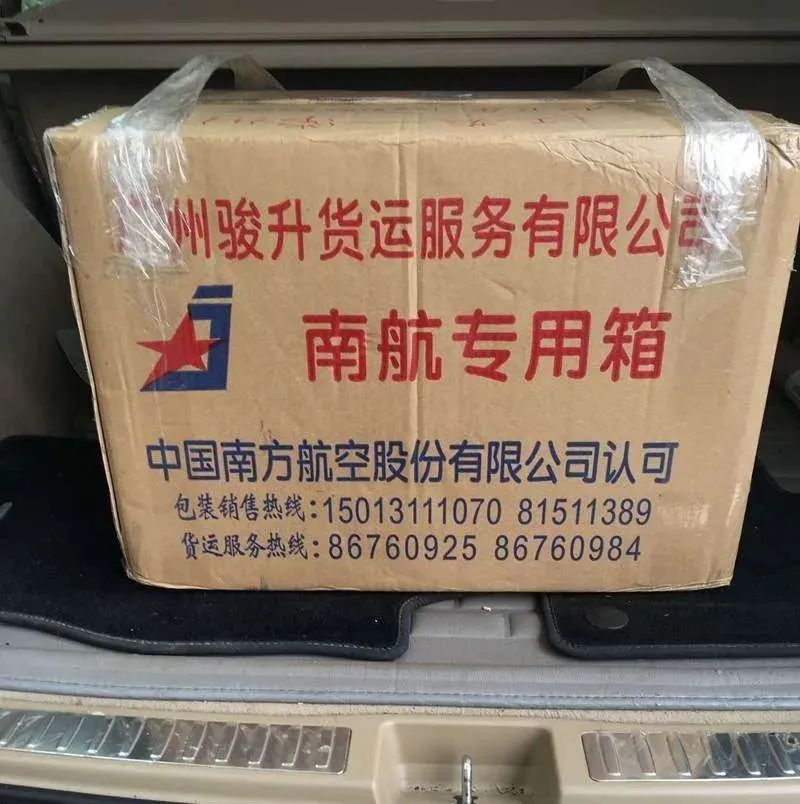 广州骏升货运服务有限公司
南航专用箱
中国南方航空股份有限公司认可
包装销售热线:15013111070 81511389
货运服务热线:86760925 86760984